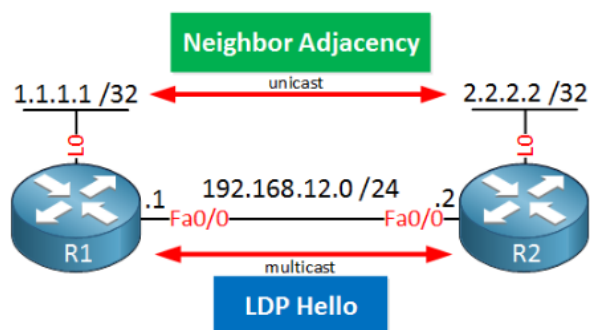 Neighbor Adjacency
unicast
1.1.1.1 /32
2.2.2.2 /32
L0
L0
192.168.12.0 /24
.1
.2
Fa0/0
Fa0/0
R1
R2
multicast
LDP Hello